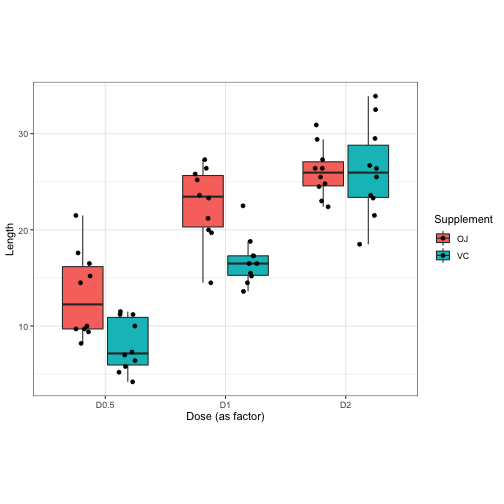 30
20
10
Length
D0.5 D1 D2
Dose (as factor)
Supplement
OJ
VC